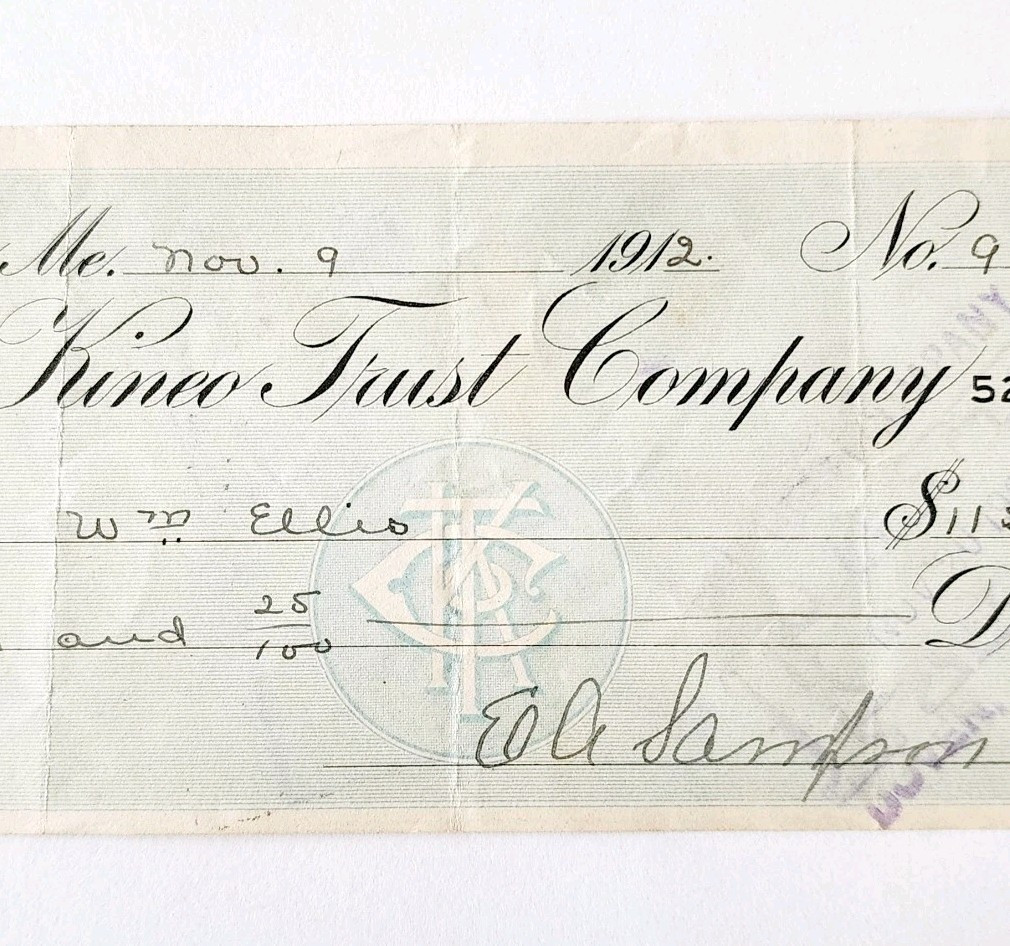 Me. Nov. 9 1912. No. 9
Kineo Trust Company 52
Wm Ellis $11
and 25/100
E A Sampson